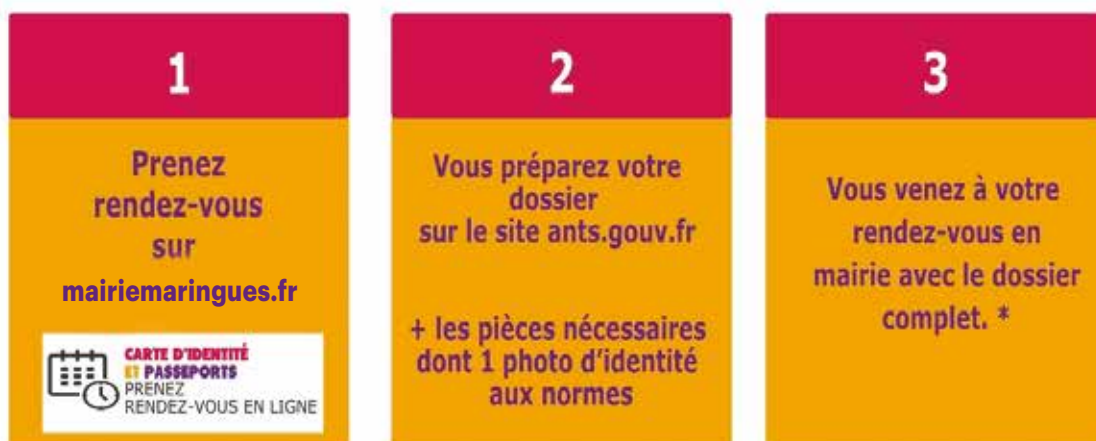 1
Prenez
rendez-vous
sur
mairiemaringues.fr
CARTE D'IDENTITÉ
ET PASSEPORTS
PRENEZ
RENDEZ-VOUS EN LIGNE
2
Vous préparez votre
dossier
sur le site ants.gouv.fr
+ les pièces nécessaires
dont 1 photo d'identité
aux normes
3
Vous venez à votre
rendez-vous en
mairie avec le dossier
complet. *